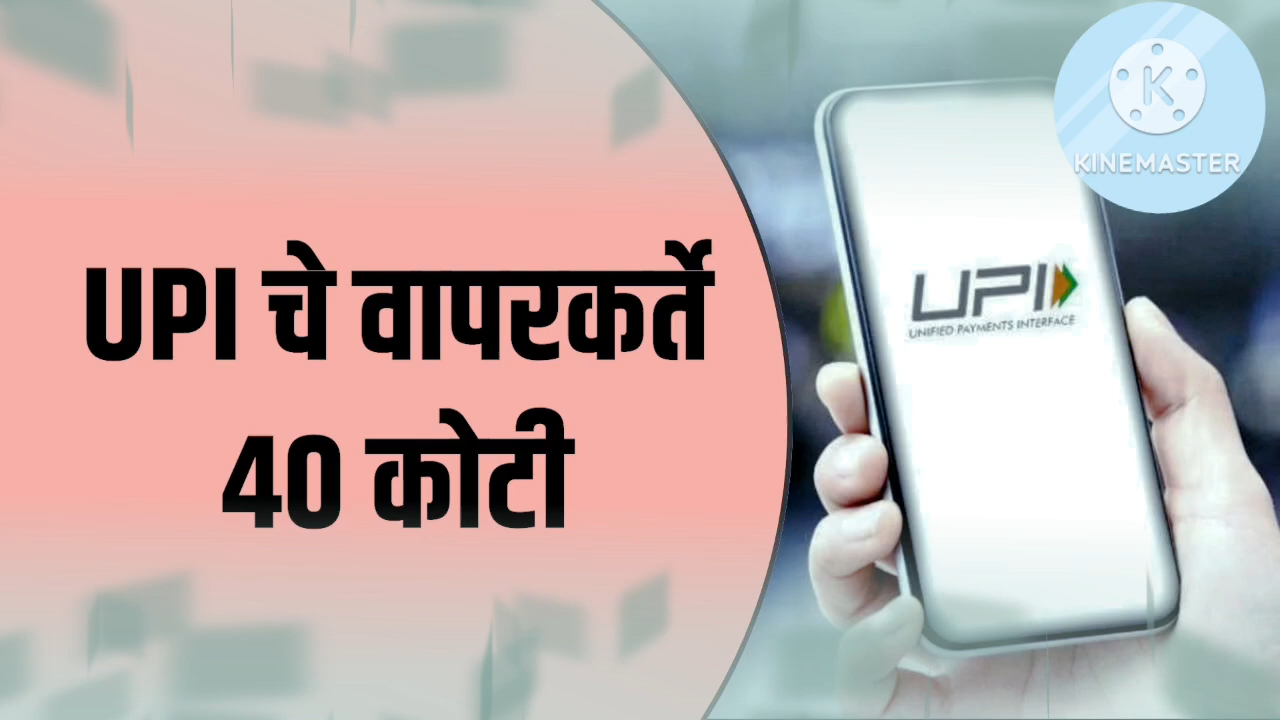 UPI चे वापरकर्ते
40 कोटी
UPI
UNIFIED PAYMENTS INTERFACE
K
KINEMASTER